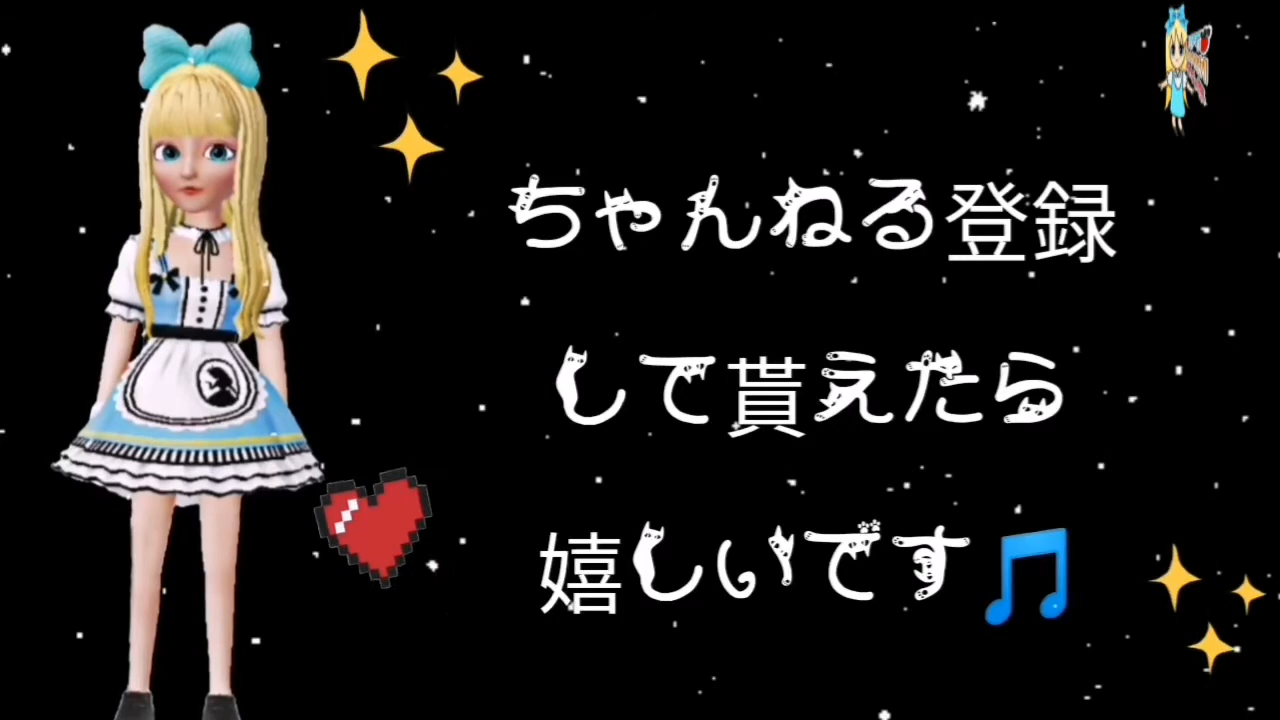 ちゃんねる登録
して貰えたら
嬉しいです🎵